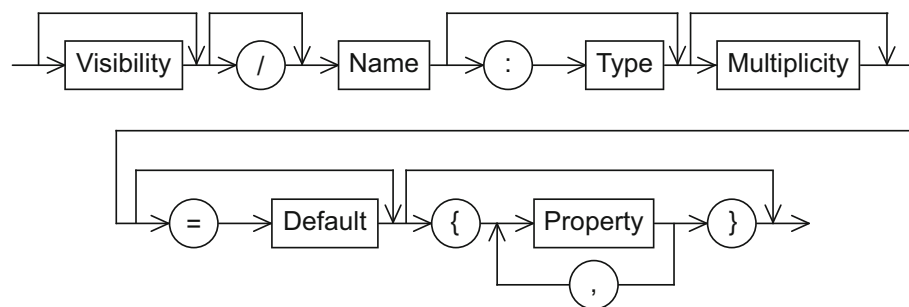 Visibility / Name : Type Multiplicity
= Default { Property }
,